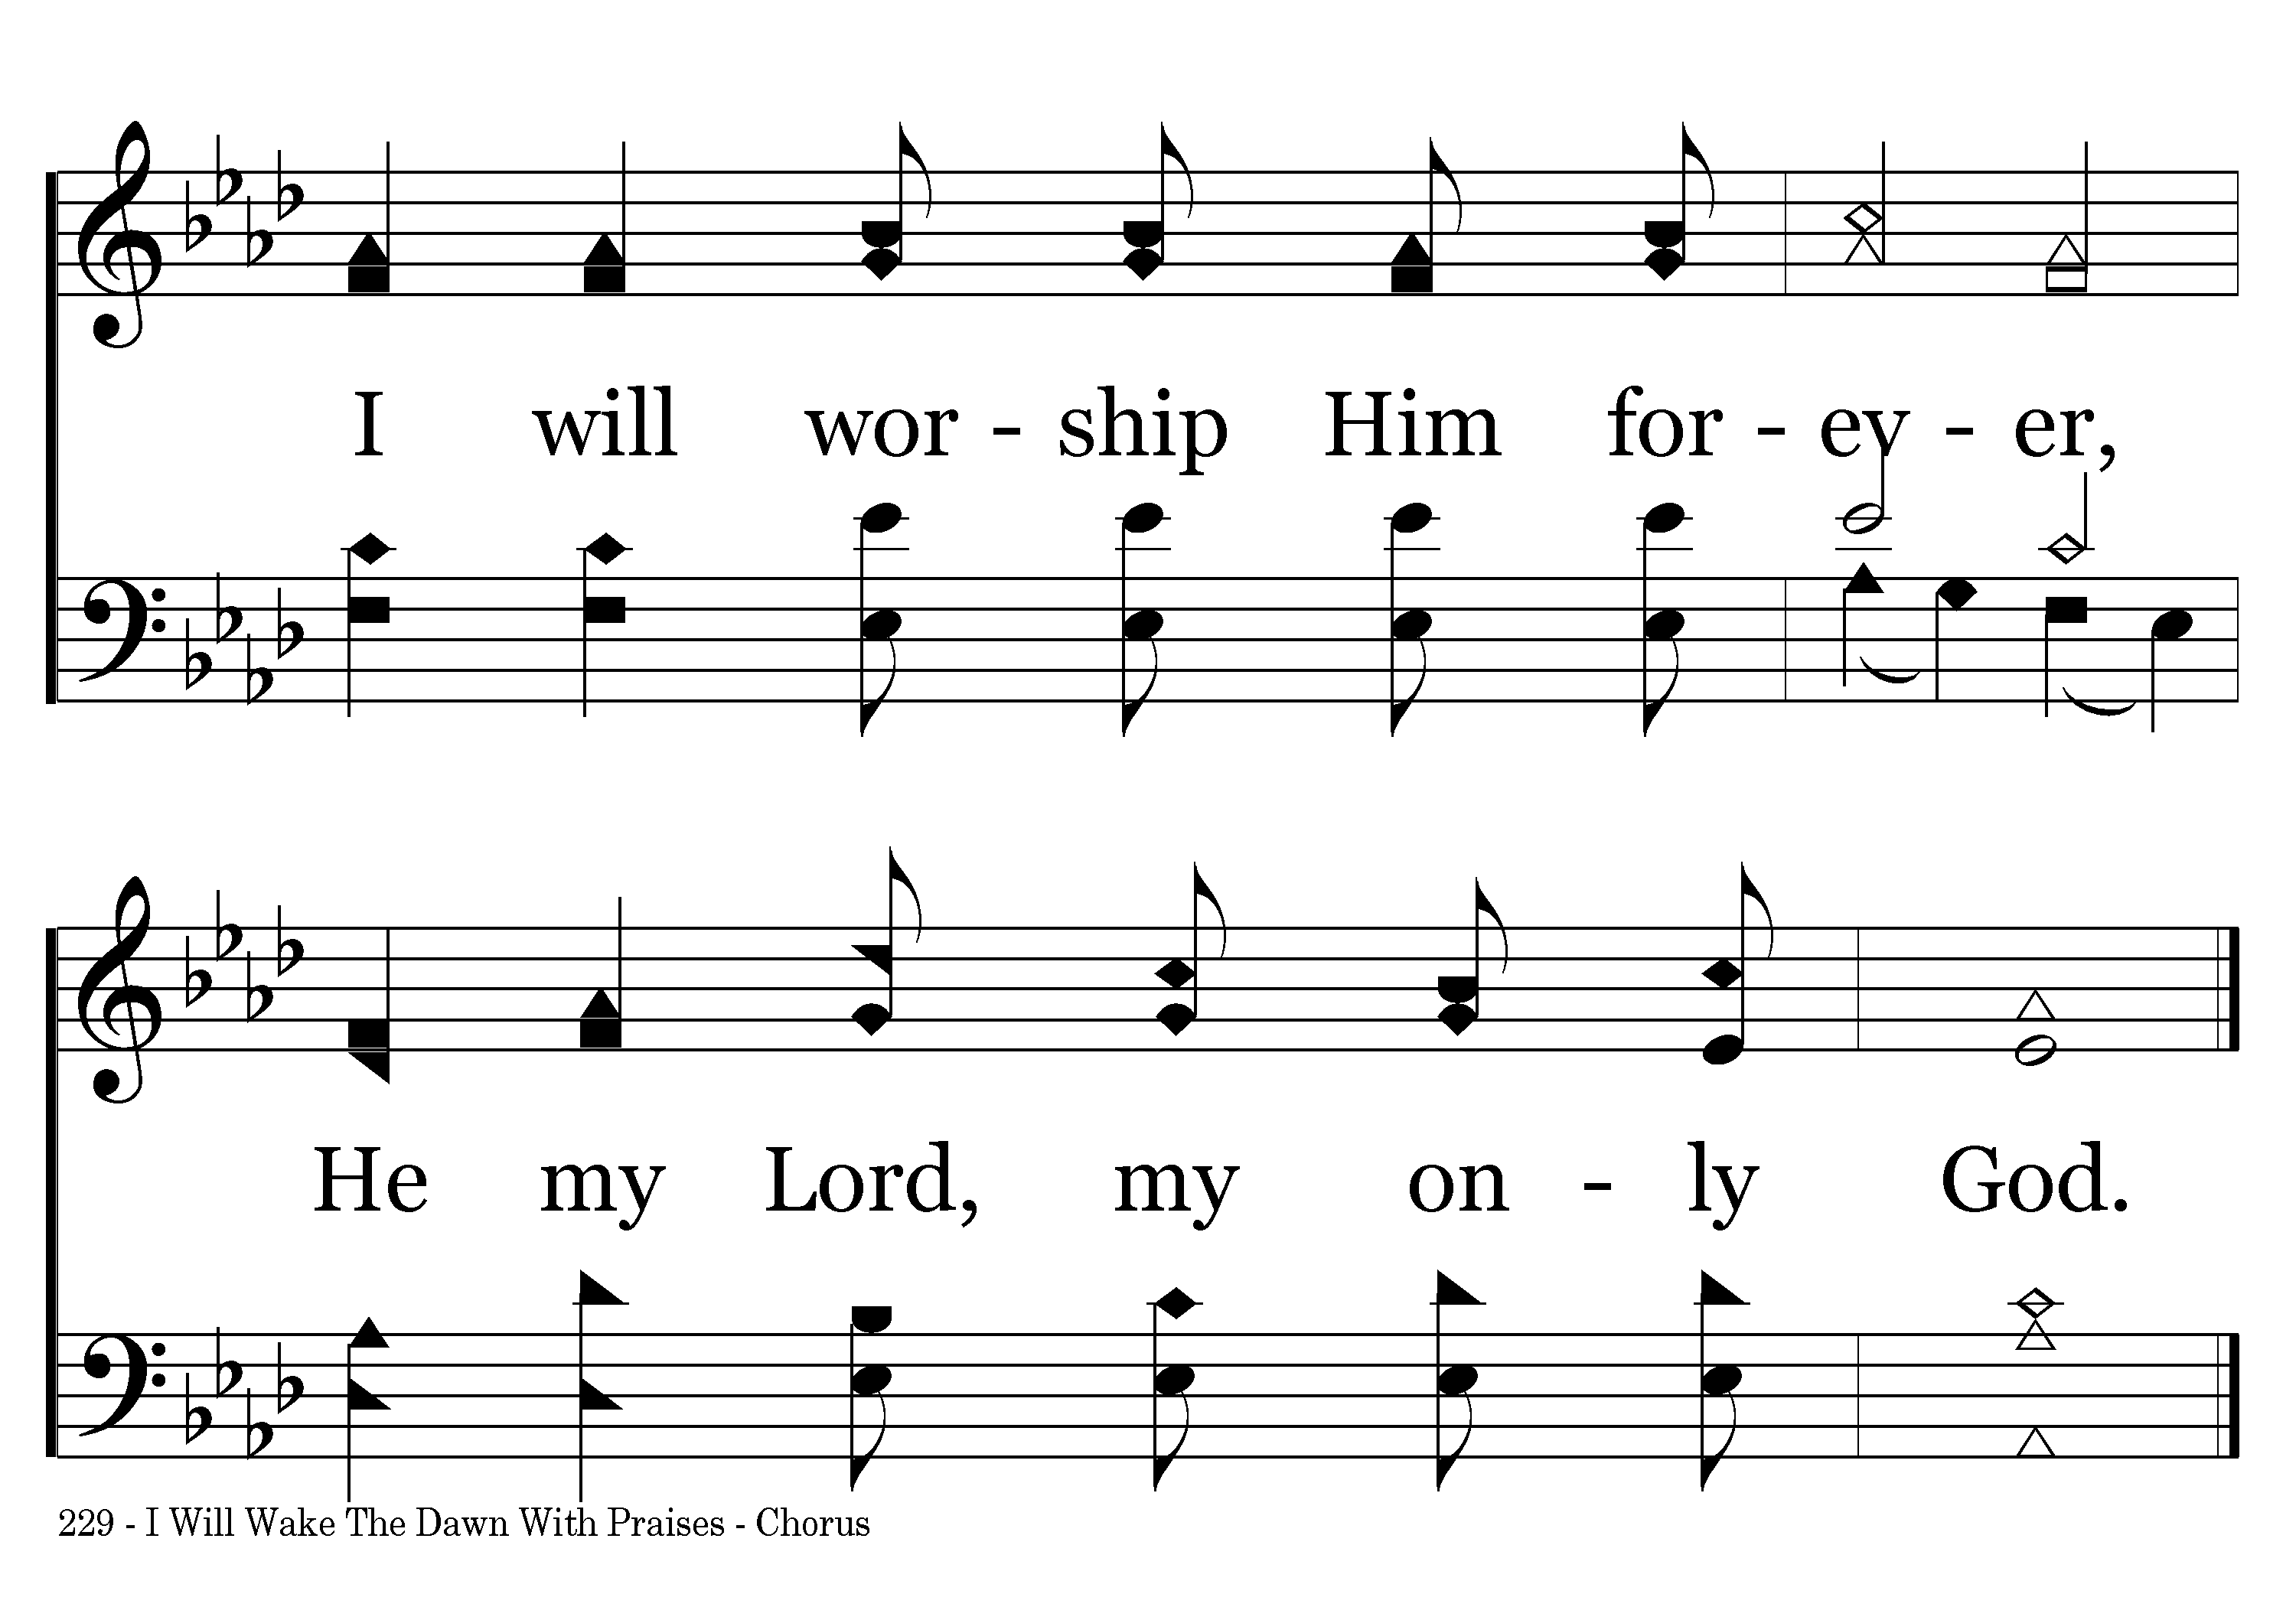 I will wor - ship Him for - ev - er,
He my Lord, my on - ly God.
229 - I Will Wake The Dawn With Praises - Chorus